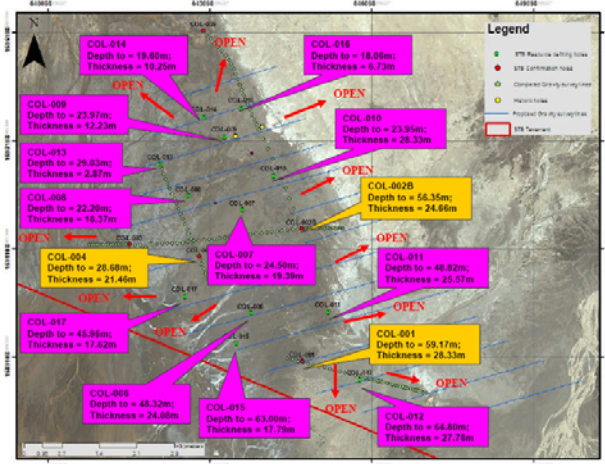 N
COL-014
Depth to = 19.60m;
Thickness = 10.25m
OPEN
COL-016
Depth to = 18.06m;
Thickness = 6.73m
Legend
STB Resource defining holes
STB Confirmation holes
Completed Gravity survey lines
Historic holes
Proposed Gravity survey lines
STB Tenement
OPEN
OPEN
COL-009
Depth to = 23.97m;
Thickness = 12.23m
COL-010
Depth to = 23.95m;
Thickness = 28.33m
COL-013
Depth to = 29.03m;
Thickness = 2.87m
OPEN
COL-008
Depth to = 22.20m;
Thickness = 16.37m
COL-002B
Depth to = 56.35m;
Thickness = 24.66m
OPEN
COL-004
Depth to = 28.68m;
Thickness = 21.46m
COL-007
Depth to = 24.50m;
Thickness = 19.39m
OPEN
COL-011
Depth to = 48.82m;
Thickness = 25.57m
OPEN
OPEN
OPEN
COL-017
Depth to = 45.95m;
Thickness = 17.62m
COL-001
Depth to = 59.17m;
Thickness = 28.33m
COL-006
Depth to = 48.32m;
Thickness = 24.08m
COL-015
Depth to = 63.00m;
Thickness = 17.79m
OPEN
OPEN
COL-012
Depth to = 64.80m;
Thickness = 27.76m